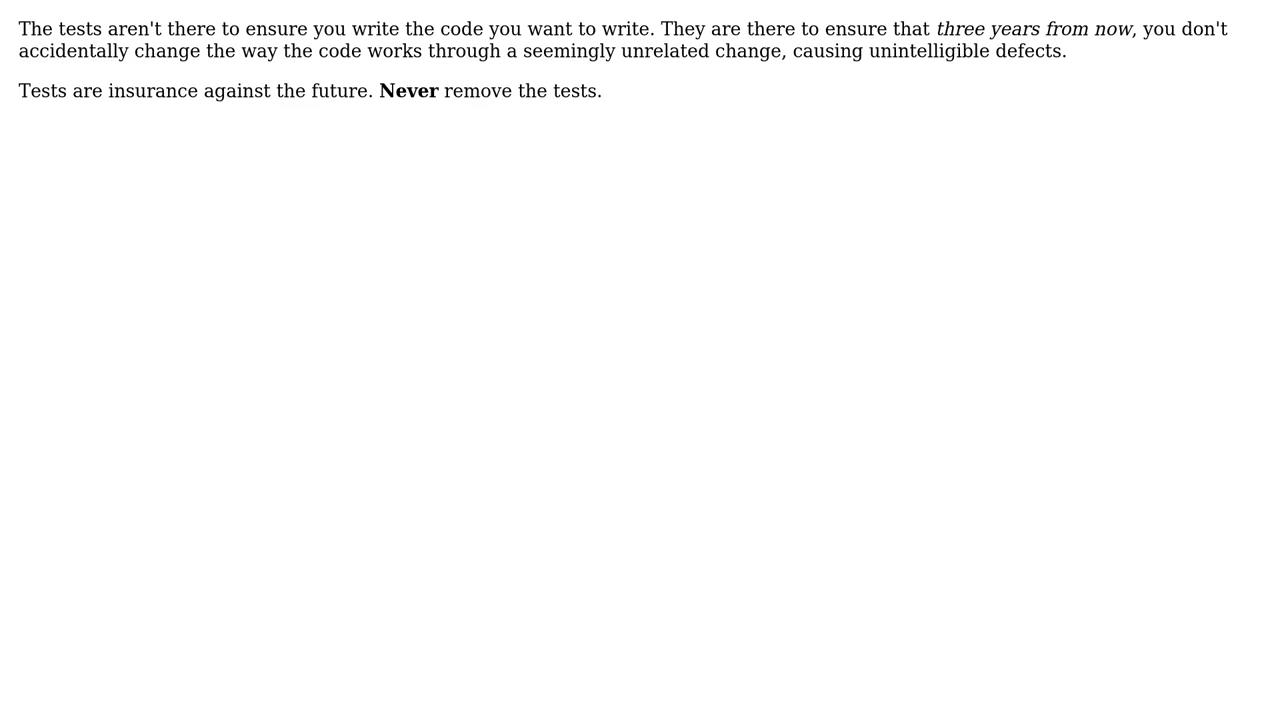 The tests aren't there to ensure you write the code you want to write. They are there to ensure that three years from now, you don't
accidentally change the way the code works through a seemingly unrelated change, causing unintelligible defects.
Tests are insurance against the future. Never remove the tests.